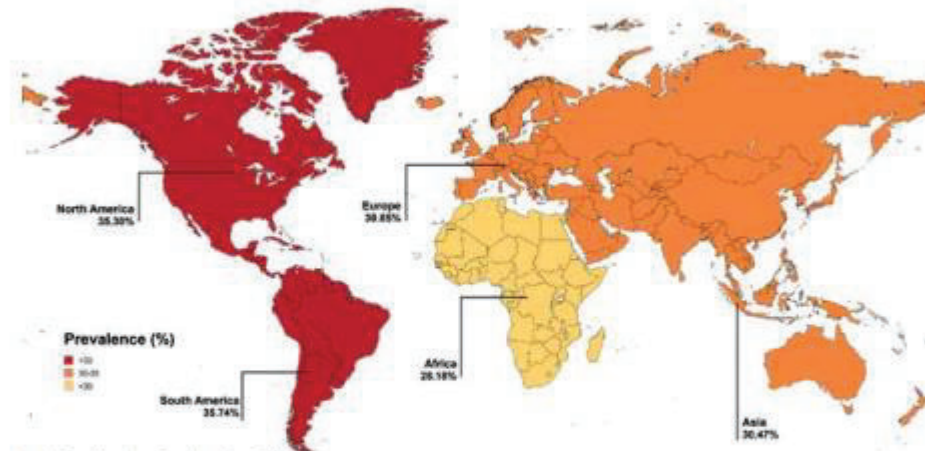 North America
35.30%
Europe
30.85%
Prevalence (%)
30-35
<30
Africa
28.18%
South America
35.74%
Asia
30.47%